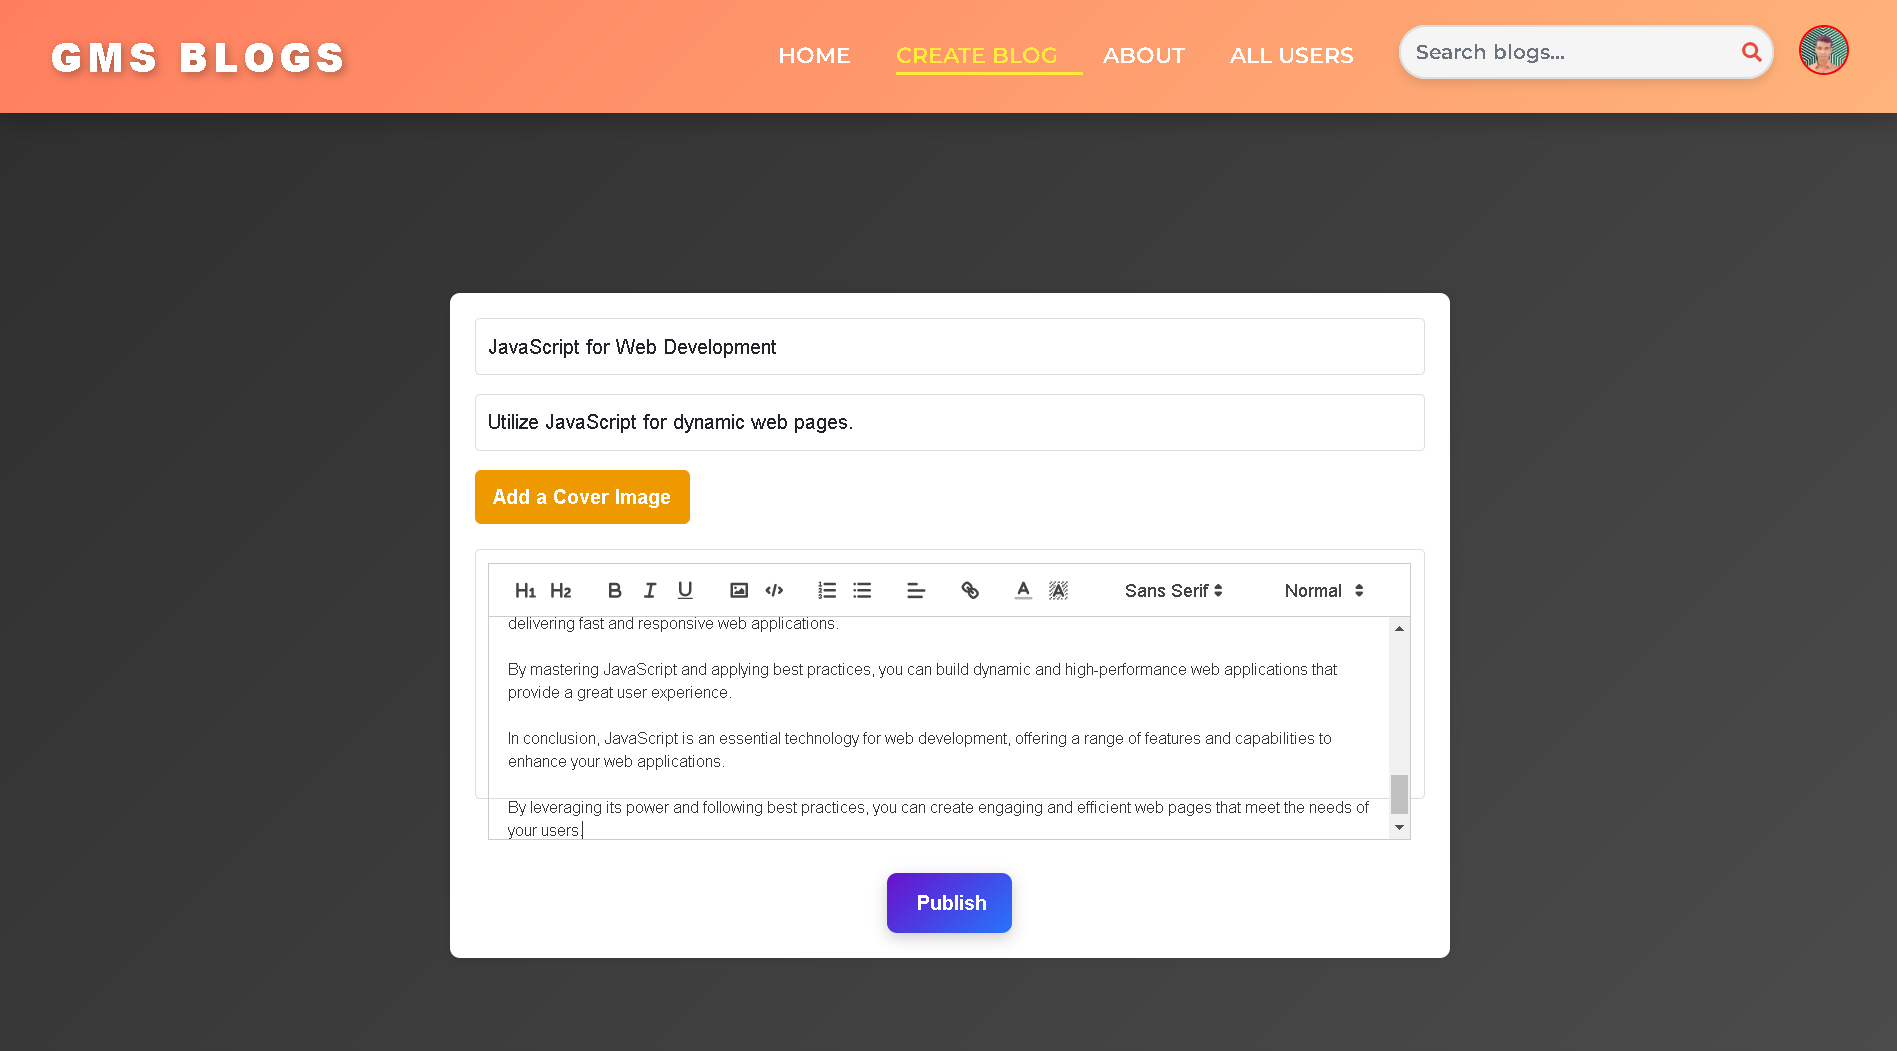 GMS BLOGS
HOME
CREATE BLOG
ABOUT
ALL USERS
Search blogs...
JavaScript for Web Development
Utilize JavaScript for dynamic web pages.
Add a Cover Image
H1 H2 B I U A A Sans Serif Normal
delivering fast and responsive web applications.
By mastering JavaScript and applying best practices, you can build dynamic and high-performance web applications that
provide a great user experience.
In conclusion, JavaScript is an essential technology for web development, offering a range of features and capabilities to
enhance your web applications.
By leveraging its power and following best practices, you can create engaging and efficient web pages that meet the needs of
your users.
Publish